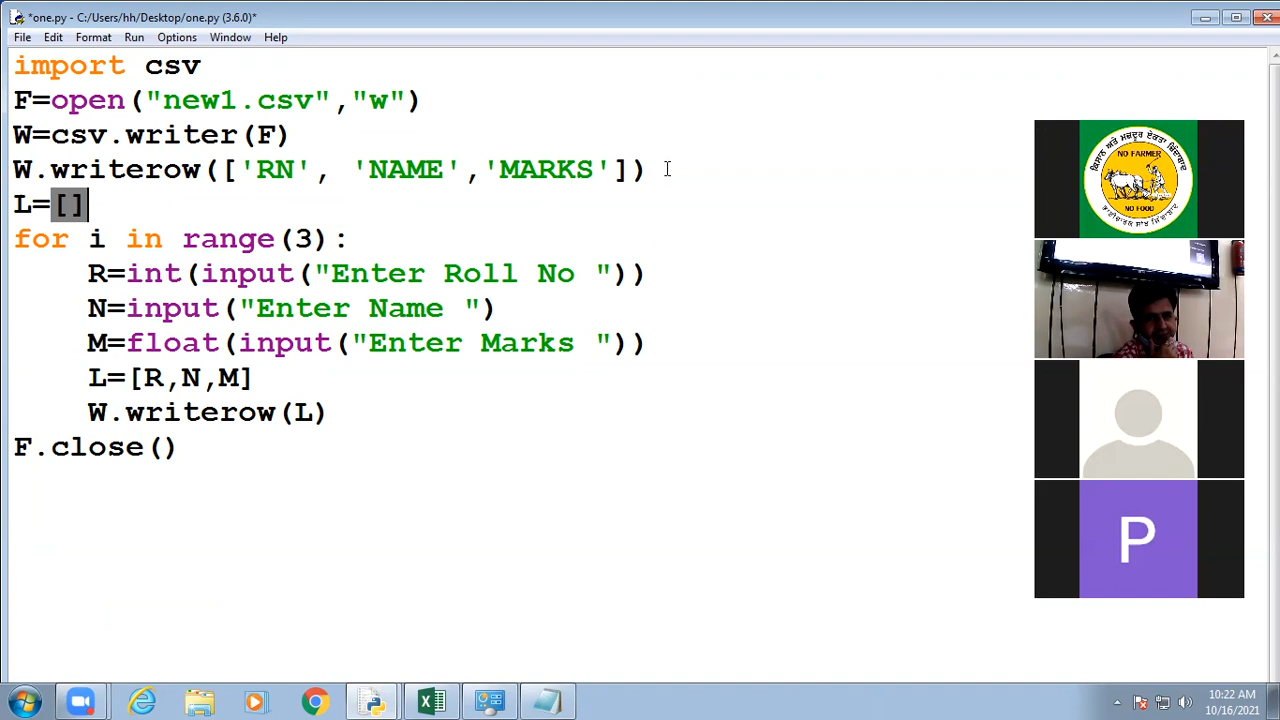 *one.py - C:/Users/hh/Desktop/one.py (3.6.0)*
File Edit Format Run Options Window Help
import csv
F=open("new1.csv","w")
W=csv.writer(F)
W.writerow(['RN', 'NAME','MARKS'])
L=[]
for i in range(3):
    R=int(input("Enter Roll No "))
    N=input("Enter Name ")
    M=float(input("Enter Marks "))
    L=[R,N,M]
    W.writerow(L)
F.close()
NO FARMER
NO FOOD
P
10:22 AM
10/16/2021